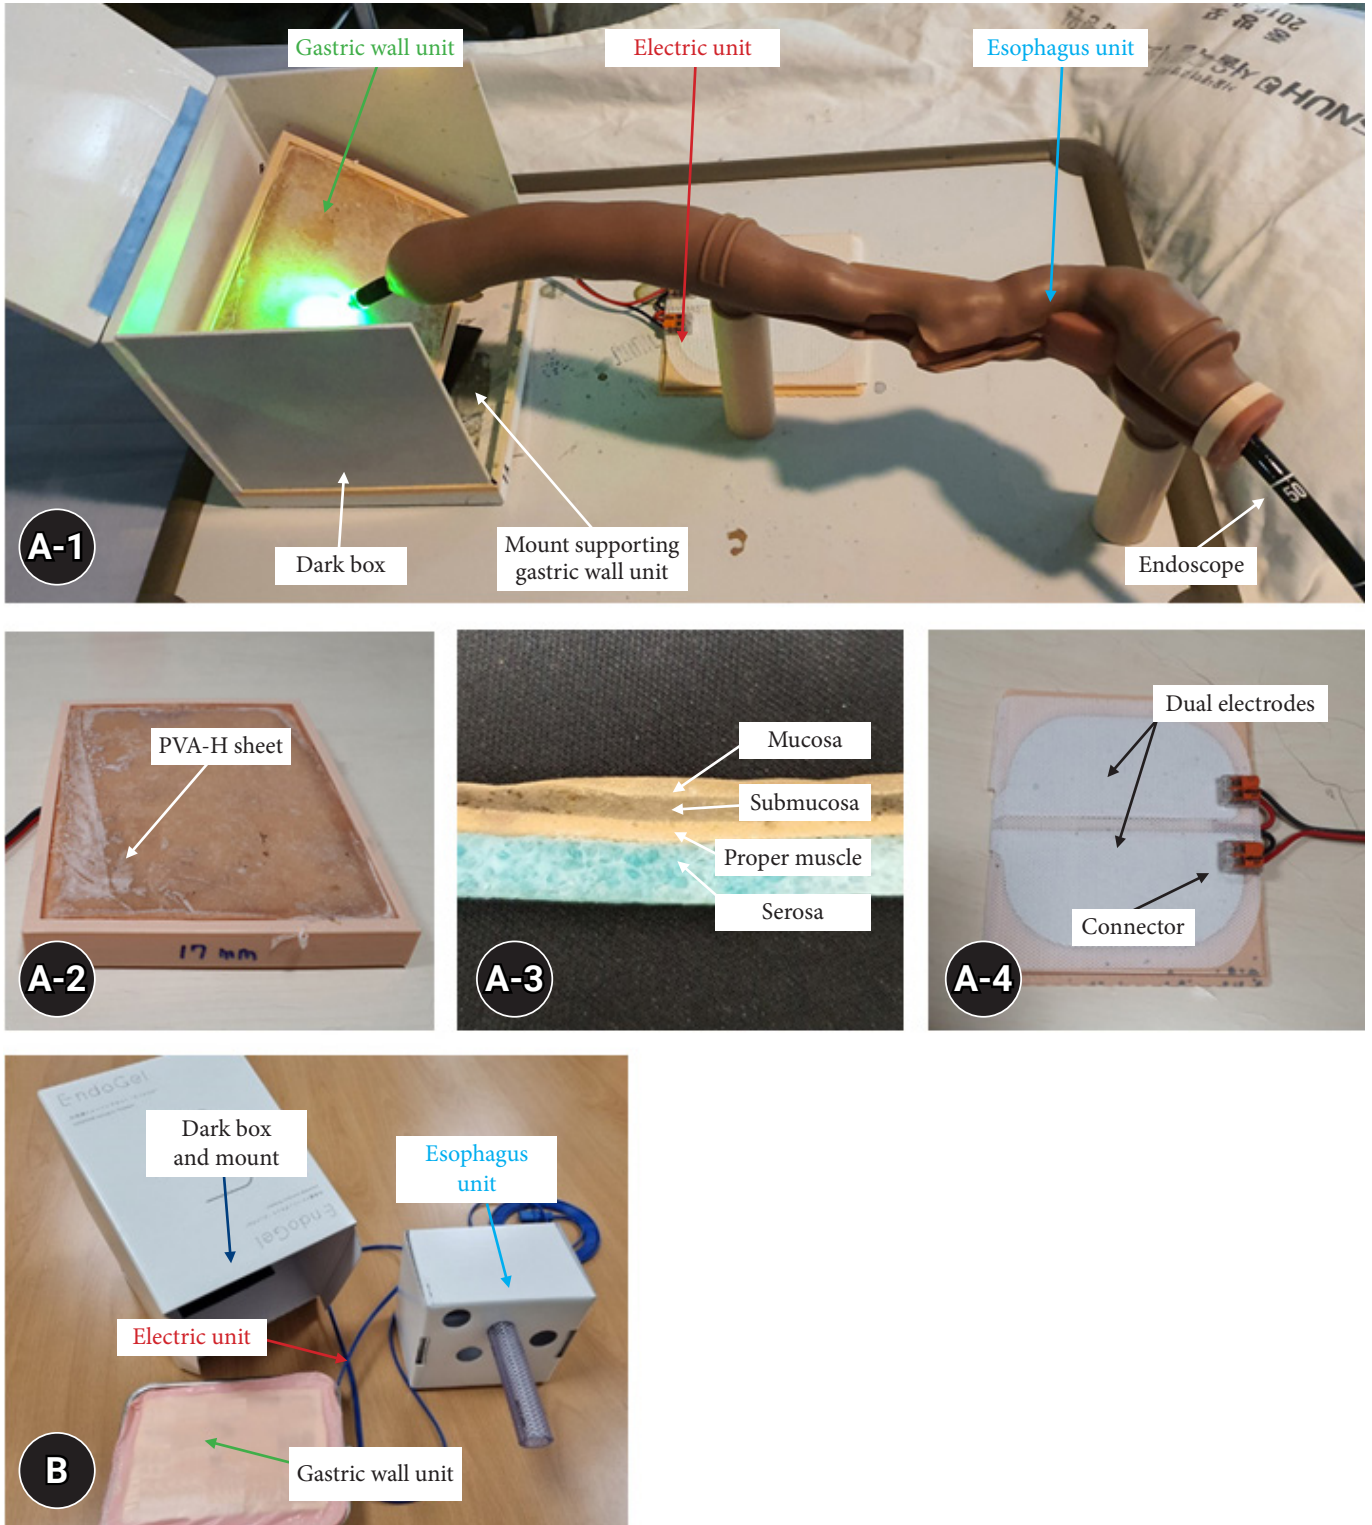 Gastric wall unit
Electric unit
Esophagus unit
SNUH
50
Dark box
Mount supporting
gastric wall unit
Endoscope
A-1
PVA-H sheet
17 mm
A-2
Mucosa
Submucosa
Proper muscle
Serosa
A-3
Dual electrodes
Connector
A-4
EndoGel
Dark box
and mount
EndoGel
Esophagus
unit
Electric unit
Gastric wall unit
B